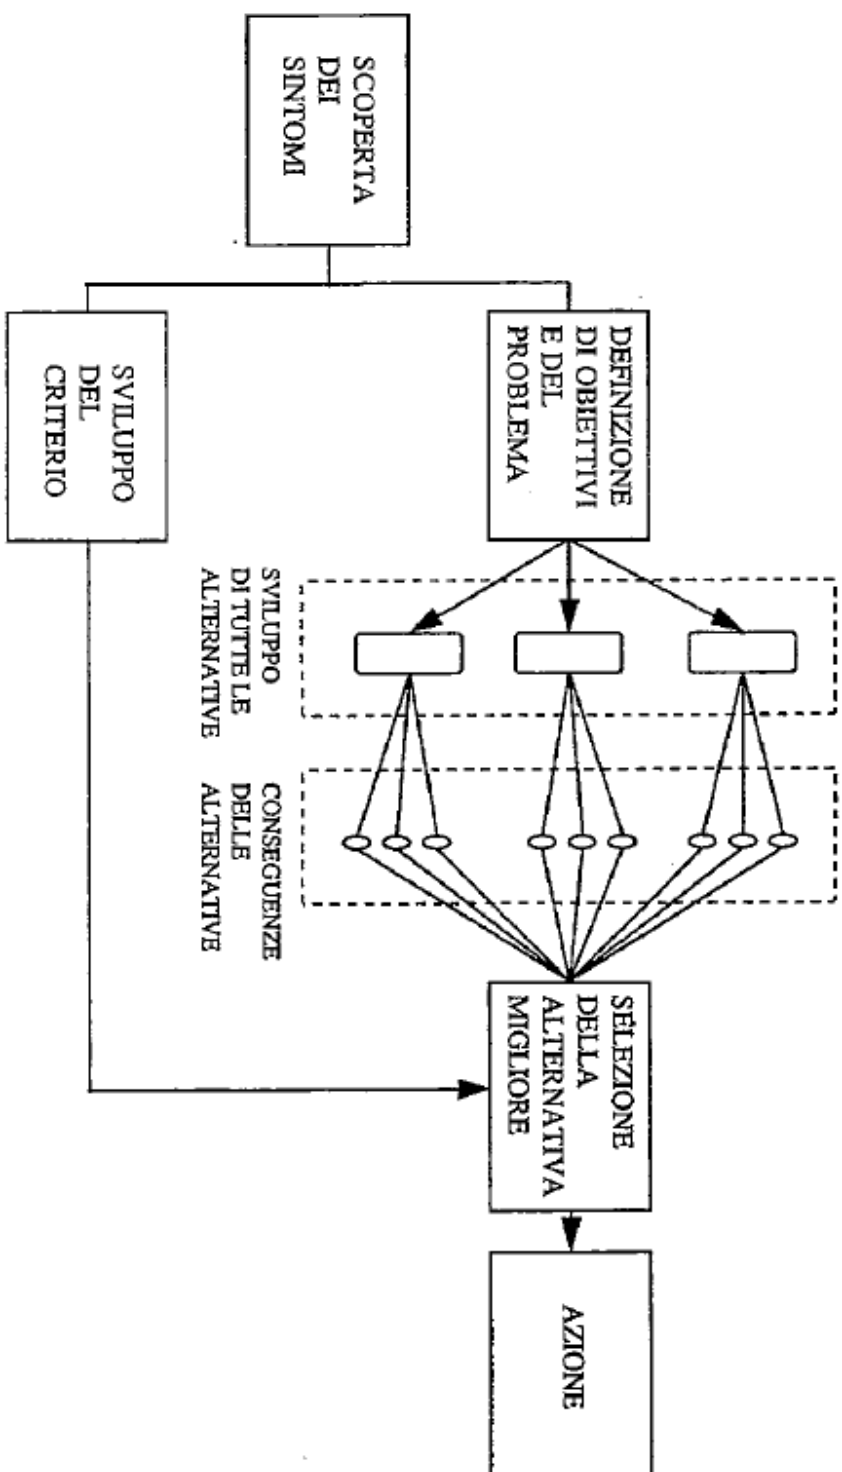 SCOPERTA
DEI
SINTOMI
DEFINIZIONE
DI OBIETTIVI
E DEL
PROBLEMA
SVILUPPO
DEL
CRITERIO
SVILUPPO
DI TUTTE LE
ALTERNATIVE
CONSEGUENZE
DELLE
ALTERNATIVE
SELEZIONE
DELLA
ALTERNATIVA
MIGLIORE
AZIONE